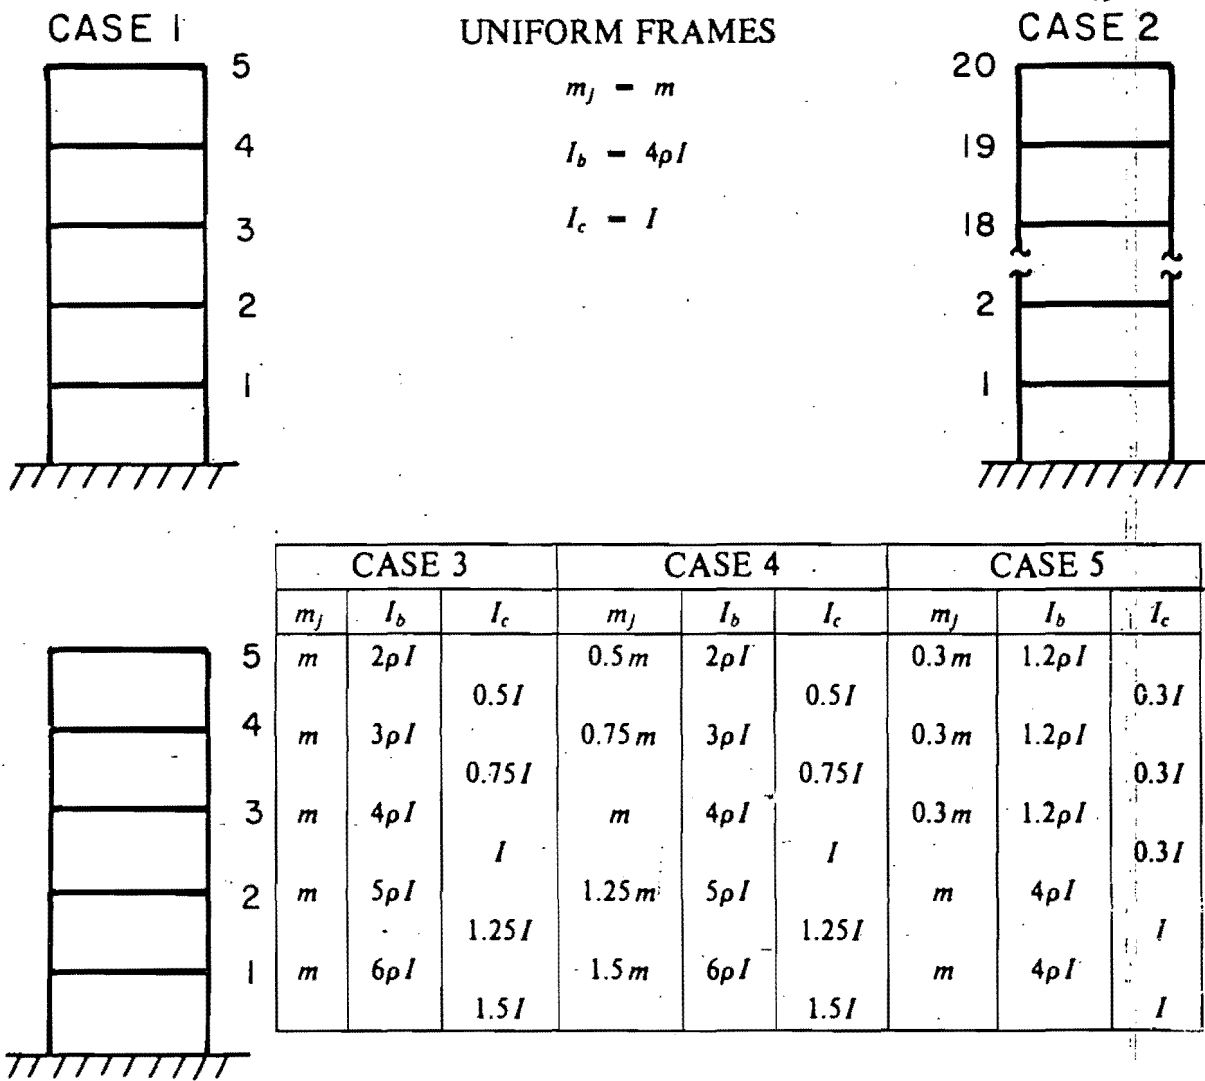 CASE 1
UNIFORM FRAMES
CASE 2
m_j = m
I_b = 4ρI
I_c = I
5
4
3
2
1
20
19
18
2
1
CASE 3 CASE 4 CASE 5
m_j I_b I_c m_j I_b I_c m_j I_b I_c
5 m 2ρI 0.5m 2ρI 0.3m 1.2ρI
0.5I 0.5I 0.3I
4 m 3ρI 0.75m 3ρI 0.3m 1.2ρI
0.75I 0.75I 0.3I
3 m 4ρI m 4ρI 0.3m 1.2ρI
I I 0.3I
2 m 5ρI 1.25m 5ρI m 4ρI
1.25I 1.25I I
1 m 6ρI 1.5m 6ρI m 4ρI
1.5I 1.5I I